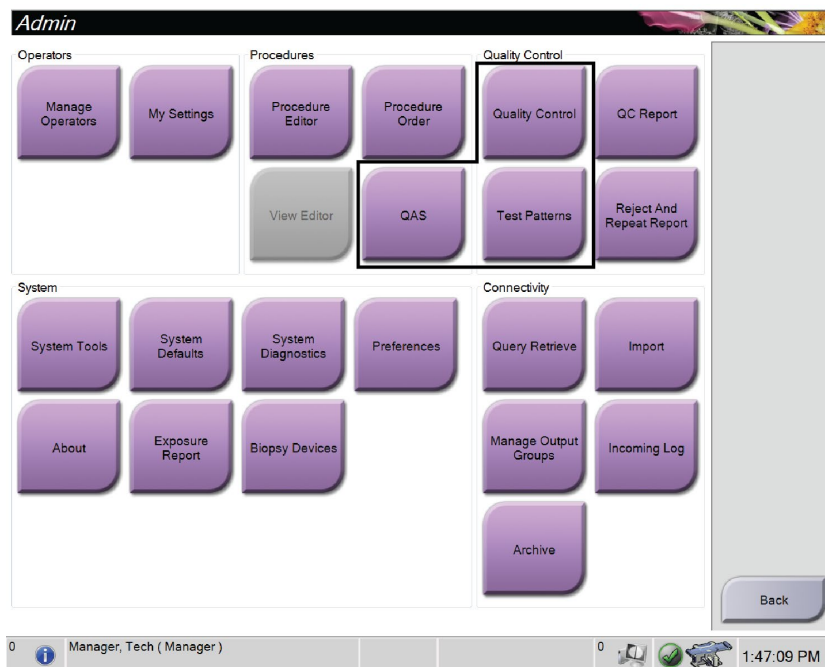 Admin
Operators
Manage
Operators
My Settings
Procedures
Procedure
Editor
Procedure
Order
View Editor
QAS
Quality Control
Quality Control
QC Report
Test Patterns
Reject And
Repeat Report
System
System Tools
System
Defaults
System
Diagnostics
Preferences
About
Exposure
Report
Biopsy Devices
Connectivity
Query Retrieve
Import
Manage Output
Groups
Incoming Log
Archive
Back
0
Manager, Tech ( Manager )
0
1:47:09 PM